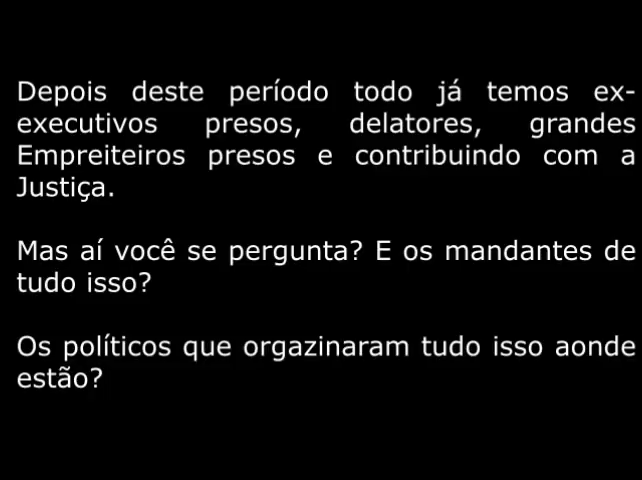 Depois deste período todo já temos ex-
executivos presos, delatores, grandes
Empreiteiros presos e contribuindo com a
Justiça.
Mas aí você se pergunta? E os mandantes de
tudo isso?
Os políticos que orgazinaram tudo isso aonde
estão?